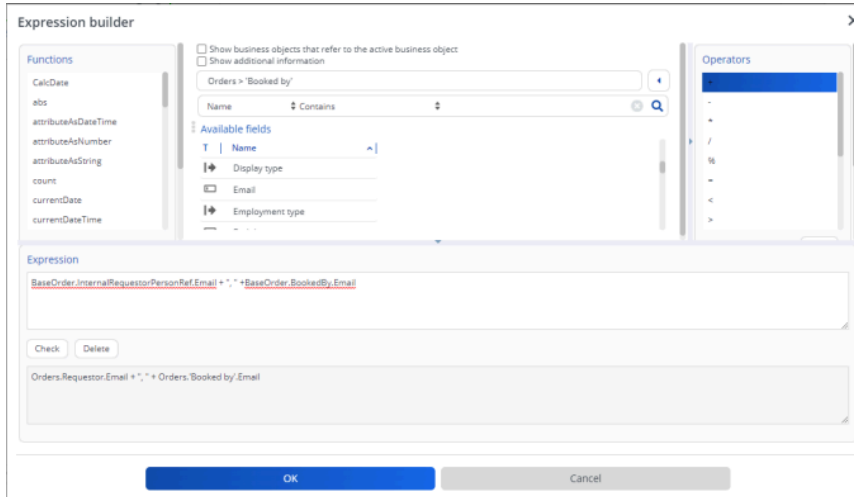 Expression builder
Functions
CalcDate
abs
attributeAsDateTime
attributeAsNumber
attributeAsString
count
currentDate
currentDateTime
Show business objects that refer to the active business object
Show additional information
Orders > 'Booked by'
Name Contains
Available fields
T Name
Display type
Email
Employment type
Operators
+
-
*
/
%
=
<
>
Expression
BaseOrder.InternalRequestorPersonRef.Email + ", " +BaseOrder.BookedBy.Email
Check Delete
Orders.Requestor.Email + ", " + Orders.'Booked by'.Email
OK Cancel